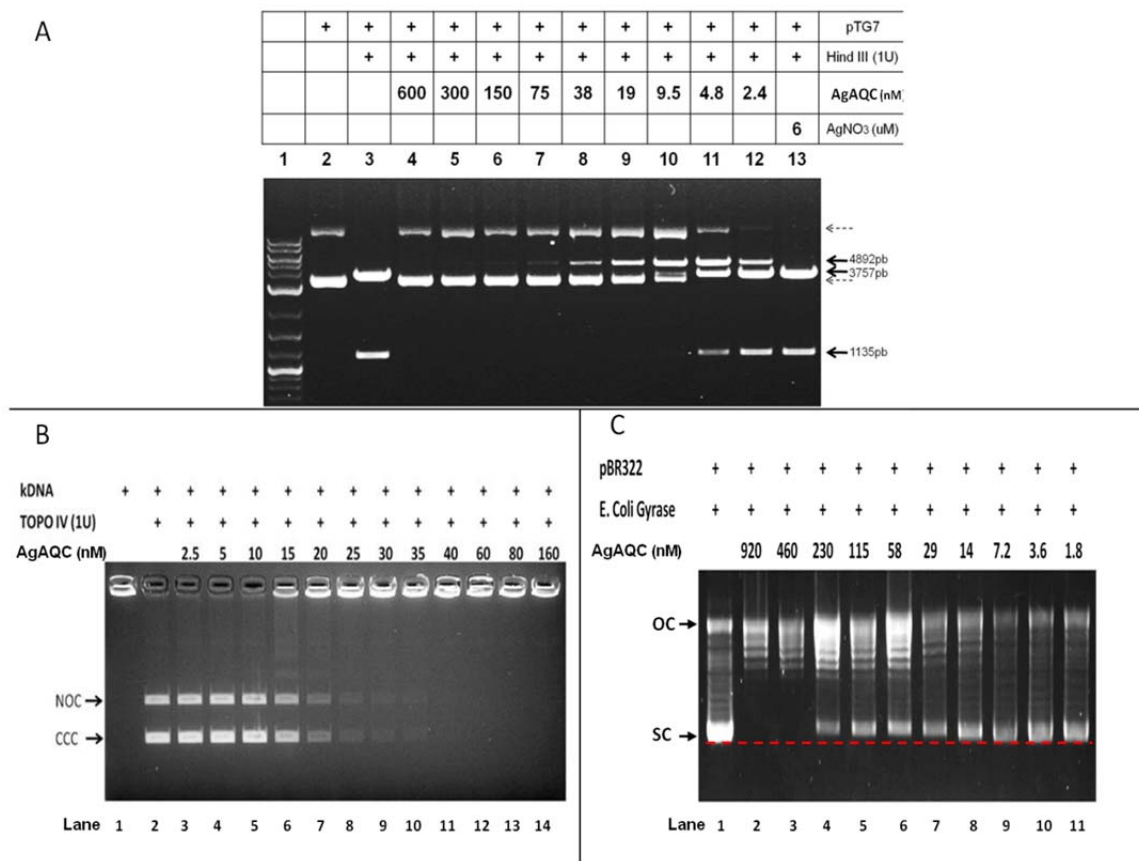 A
+ + + + + + + + + + + + pTG7
+ + + + + + + + + + + Hind III (1U)
600 300 150 75 38 19 9.5 4.8 2.4 AgAQC (nM)
6 AgNO3 (uM)
1 2 3 4 5 6 7 8 9 10 11 12 13
4892pb
3757pb
1135pb
B
kDNA + + + + + + + + + + + + + +
TOPO IV (1U) + + + + + + + + + + + + +
AgAQC (nM) 2.5 5 10 15 20 25 30 35 40 60 80 160
NOC
CCC
Lane 1 2 3 4 5 6 7 8 9 10 11 12 13 14
C
pBR322 + + + + + + + + + + +
E. Coli Gyrase + + + + + + + + + + +
AgAQC (nM) 920 460 230 115 58 29 14 7.2 3.6 1.8
OC
SC
Lane 1 2 3 4 5 6 7 8 9 10 11